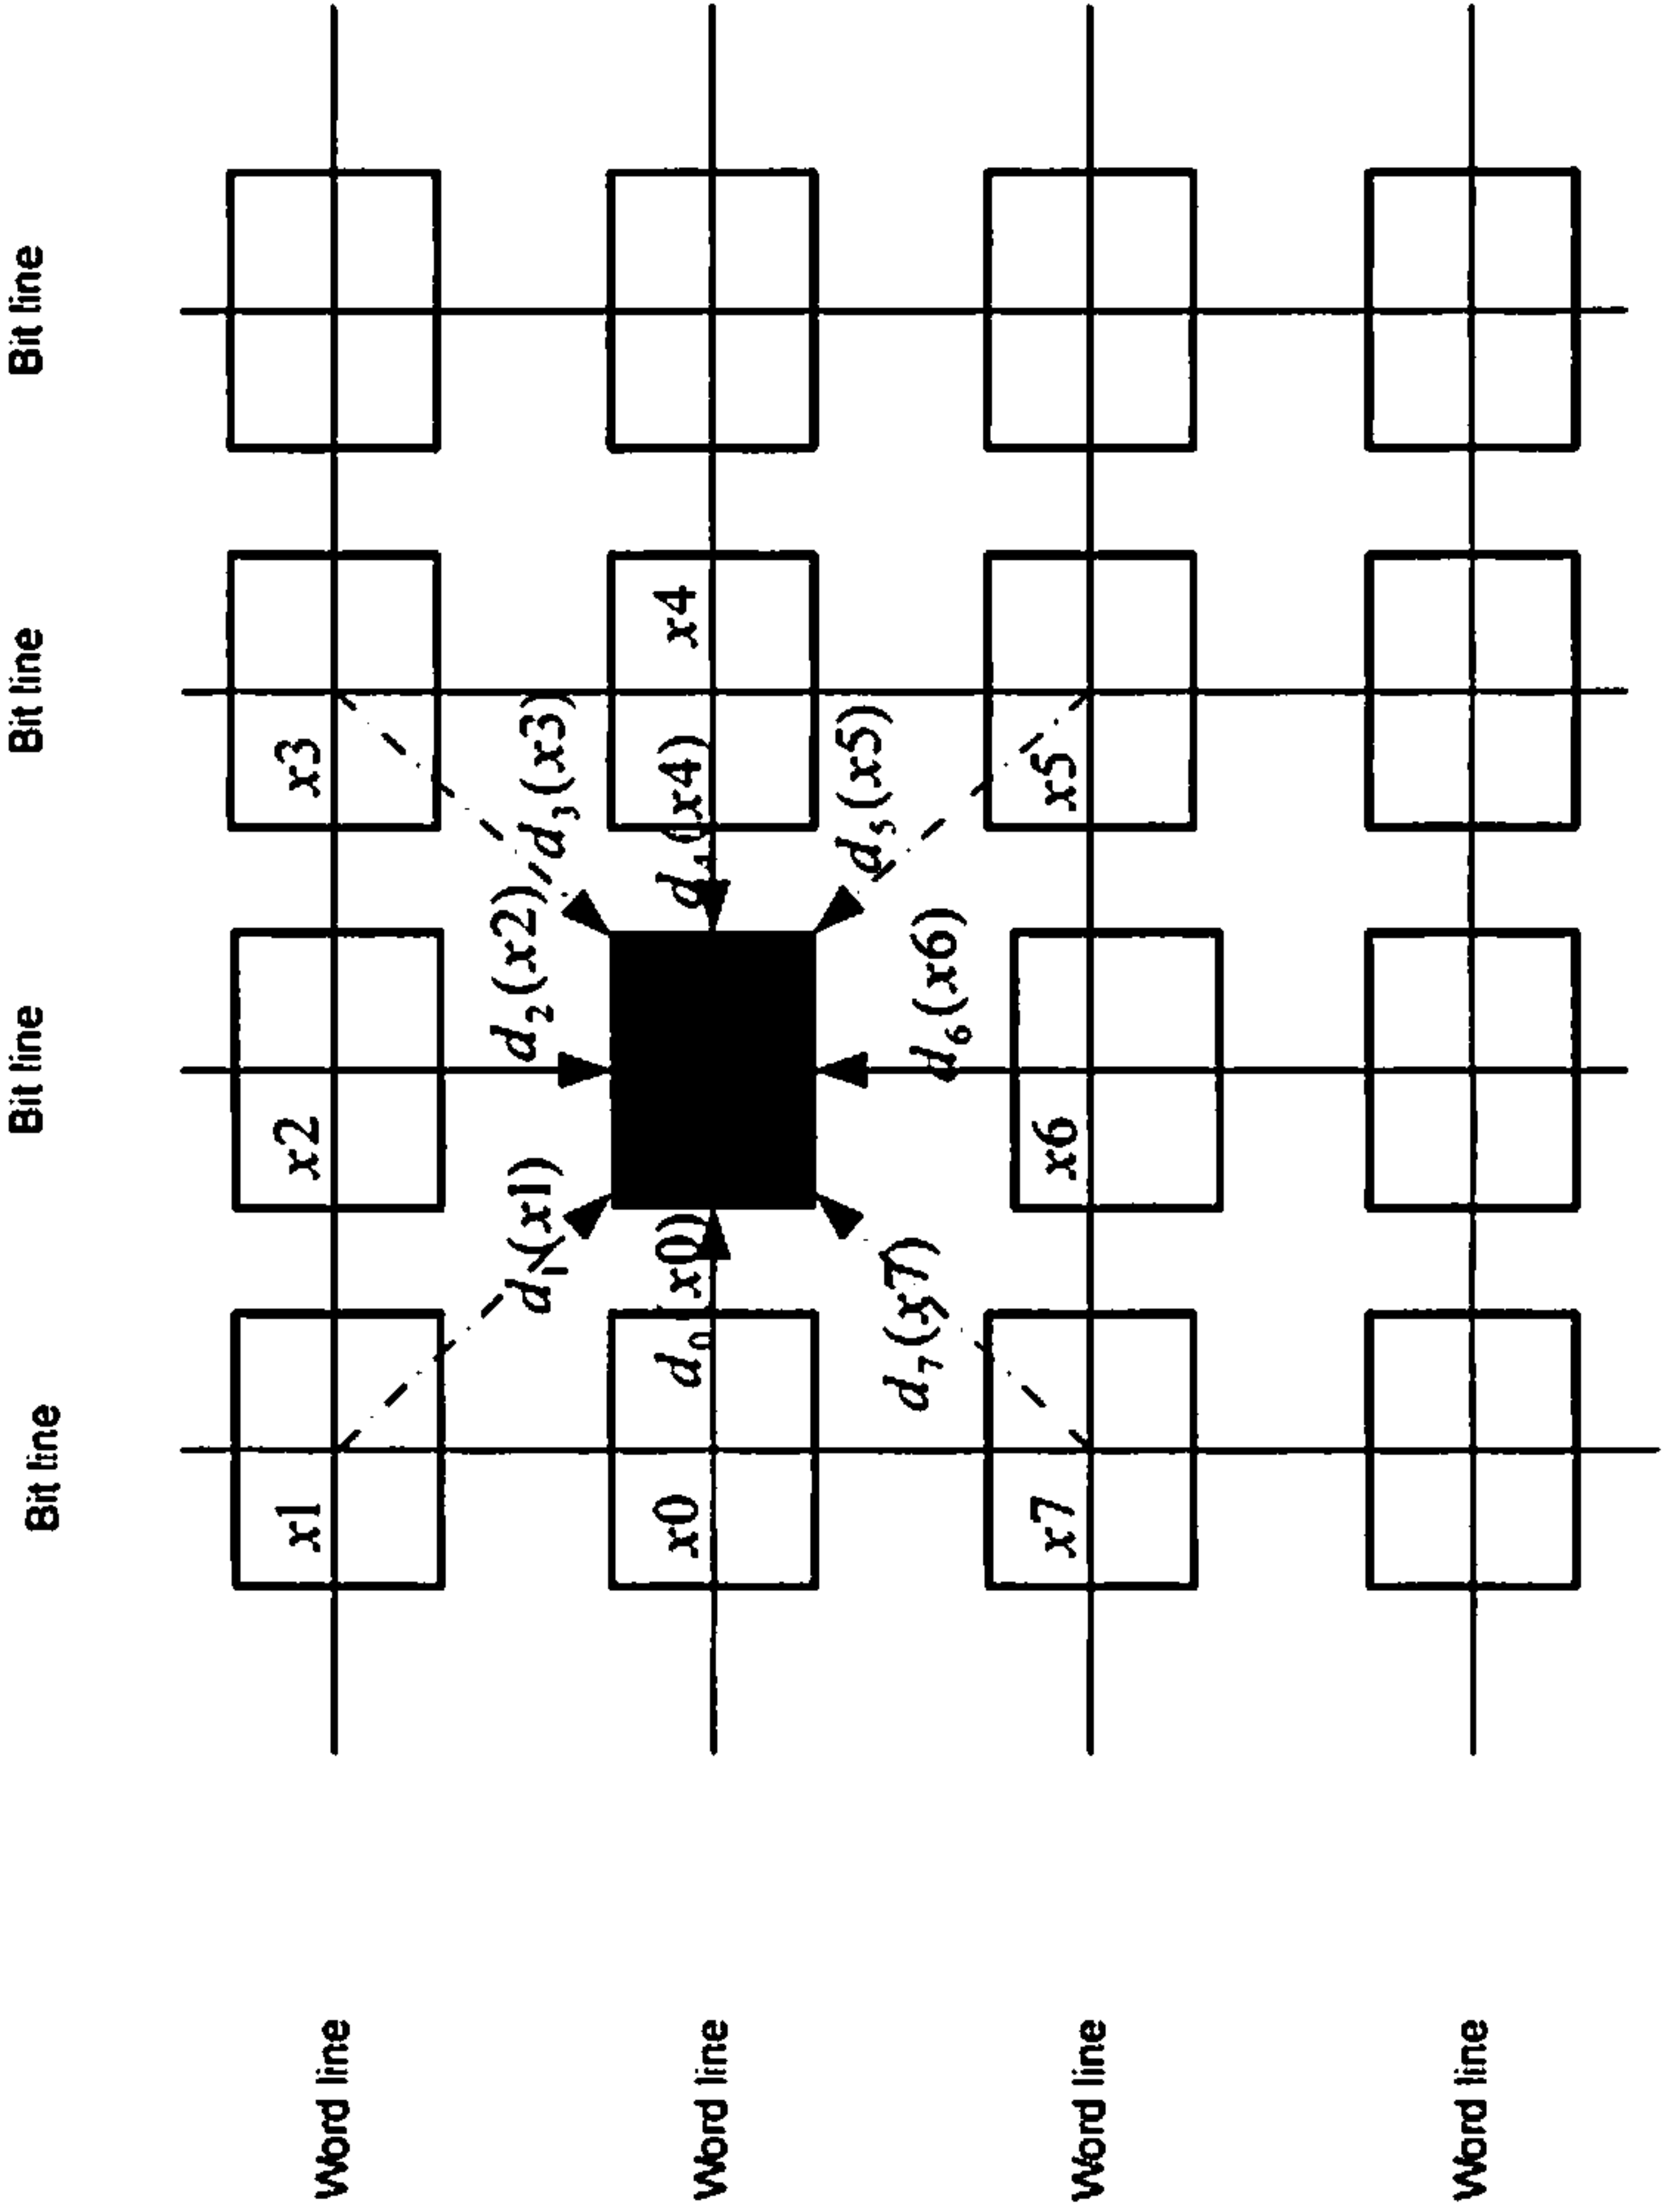 Bit line Bit line Bit line Bit line
x1 x2 x3
Word line
d₁(x1) d₂(x2) d₃(x3)
x0 d₀(x0) d₄(x4) x4
Word line
d₇(x7) d₆(x6) d₅(x5)
x7 x6 x5
Word line
Word line